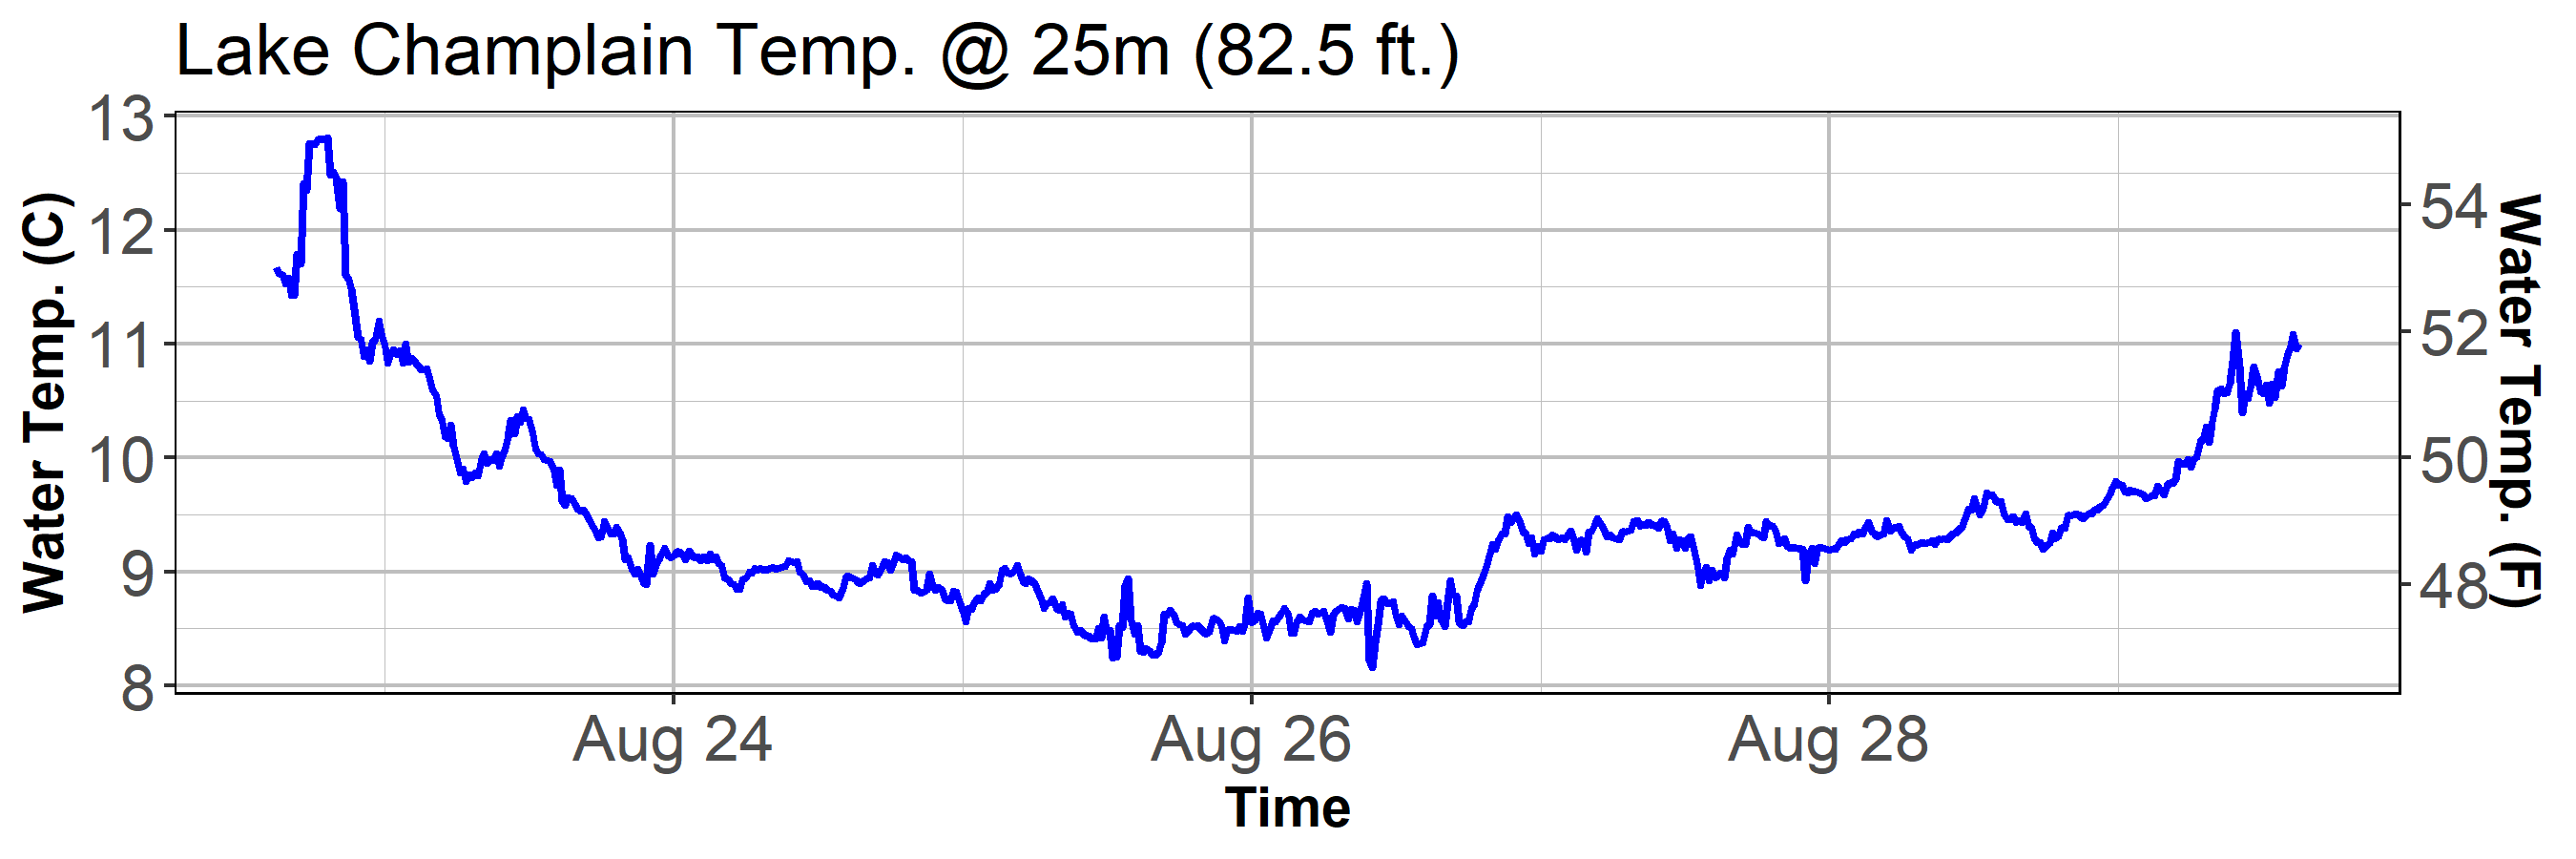 Lake Champlain Temp. @ 25m (82.5 ft.)
13
12
11
10
9
8
Water Temp. (C)
54
52
50
48
Water Temp. (F)
Aug 24 Aug 26 Aug 28
Time